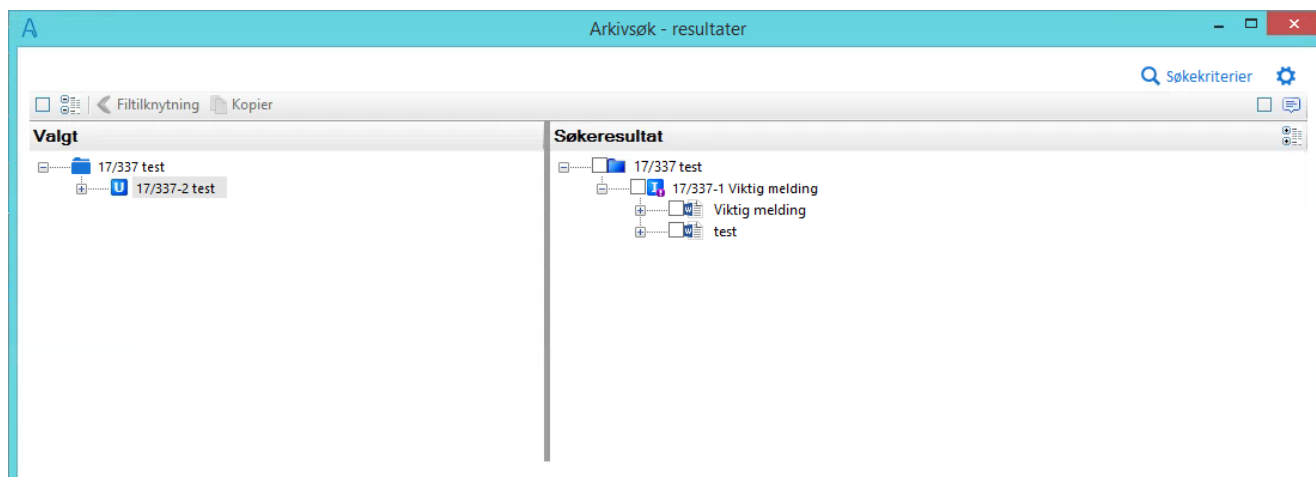 Arkivsøk - resultater
Søkekriterier
Filtilknytning Kopier
Valgt
17/337 test
U 17/337-2 test
Søkeresultat
17/337 test
I 17/337-1 Viktig melding
Viktig melding
test